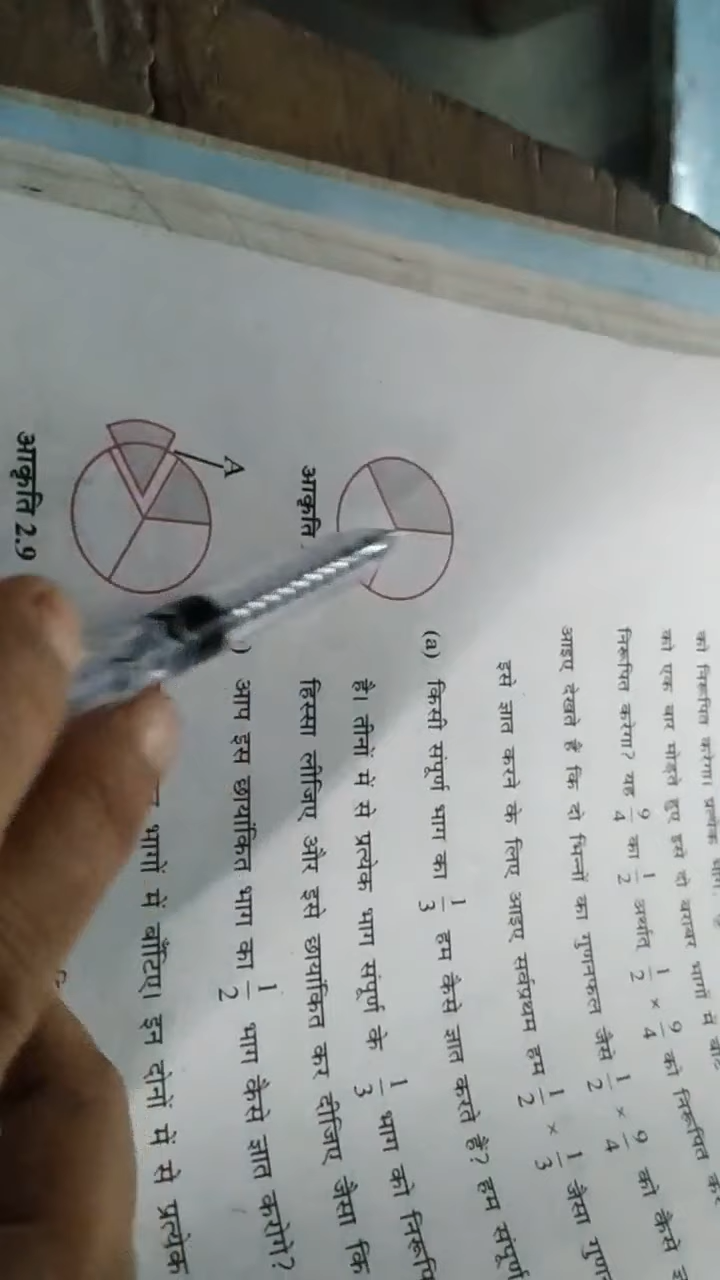 को निरूपित करेगा। प्रत्येक
को एक बार मोड़ते हुए इसे दो बराबर भागों में
निरूपित करेगा? यह 9/4 का 1/2 अर्थात् 1/2 × 9/4 को निरूपित
आइए देखते हैं कि दो भिन्नों का गुणनफल जैसे 1/2 × 9/4 को कैसे
इसे ज्ञात करने के लिए आइए सर्वप्रथम हम 1/2 × 1/3 जैसा
(a) किसी संपूर्ण भाग का 1/3 हम कैसे ज्ञात करते हैं? हम संपूर्ण
हैं। तीनों में से प्रत्येक भाग संपूर्ण के 1/3 भाग को
हिस्सा लीजिए और इसे छायांकित कर दीजिए जैसा कि
) आप इस छायांकित भाग का 1/2 भाग कैसे ज्ञात करोगे?
भागों में बाँटिए। इन दोनों में से प्रत्येक
आकृति
A
आकृति 2.9